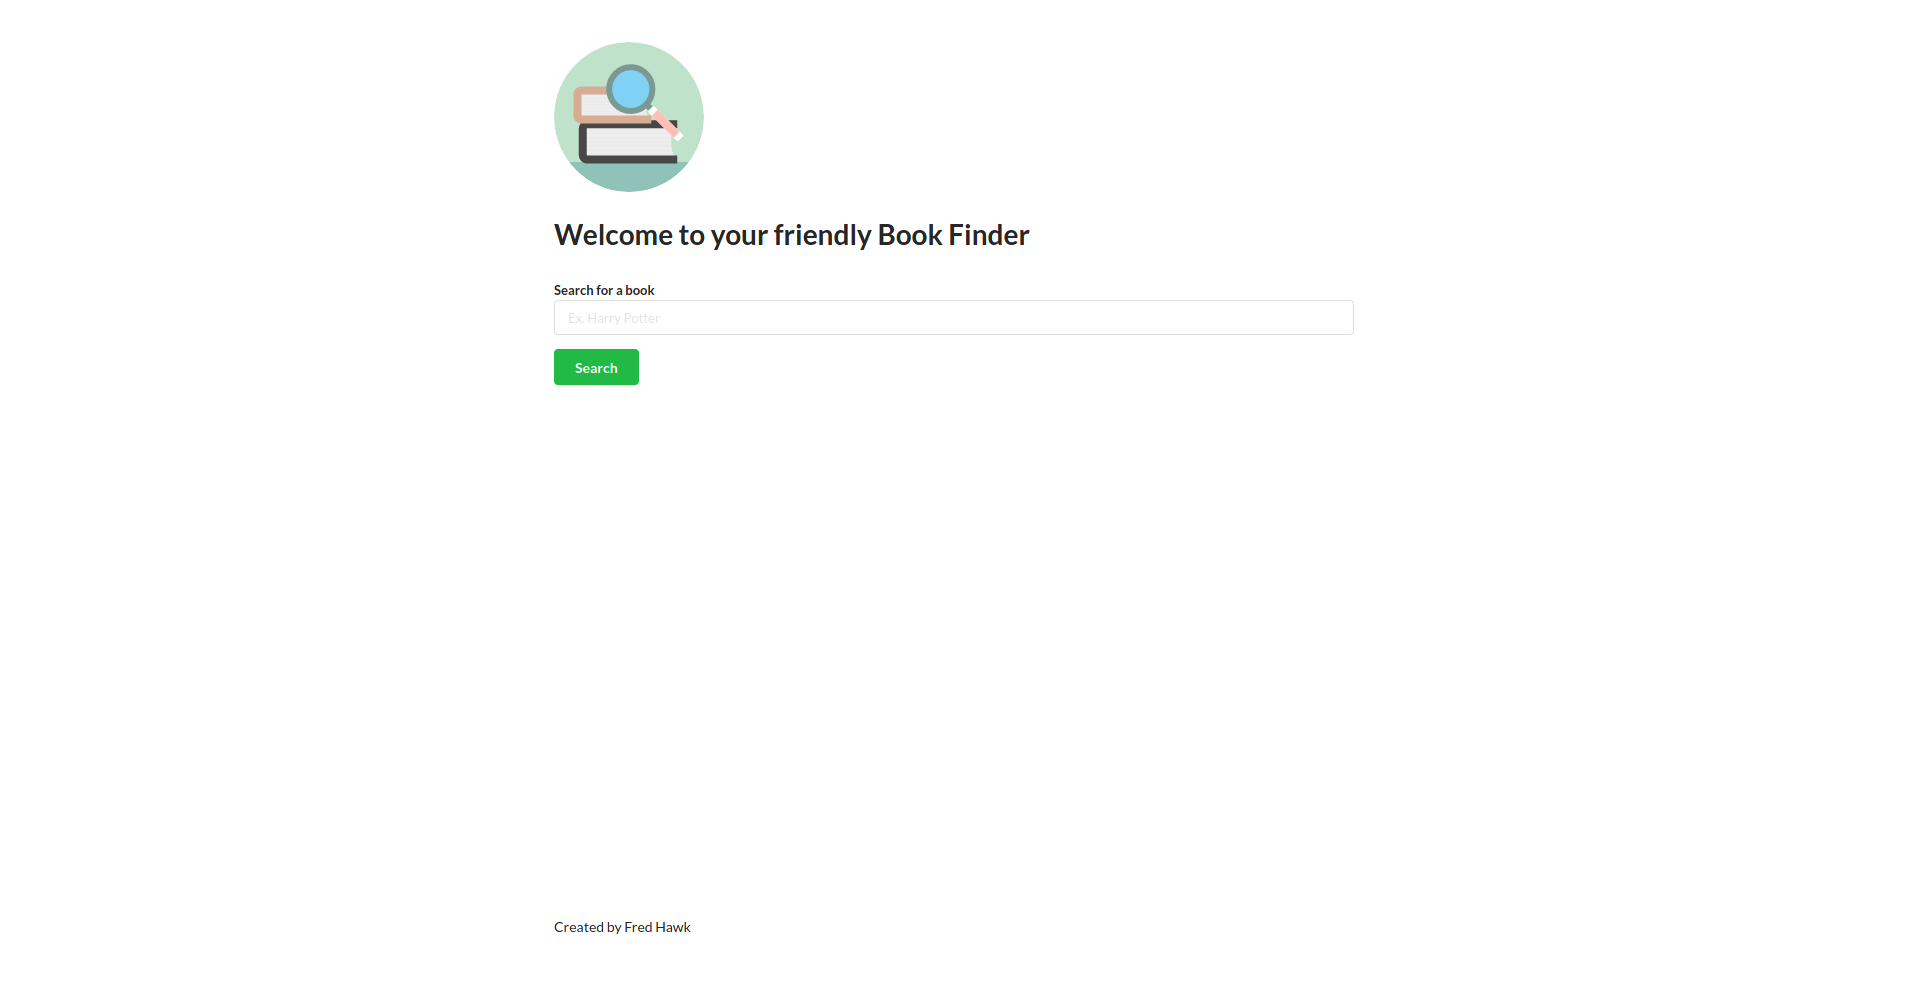 Welcome to your friendly Book Finder
Search for a book
Ex. Harry Potter
Search
Created by Fred Hawk